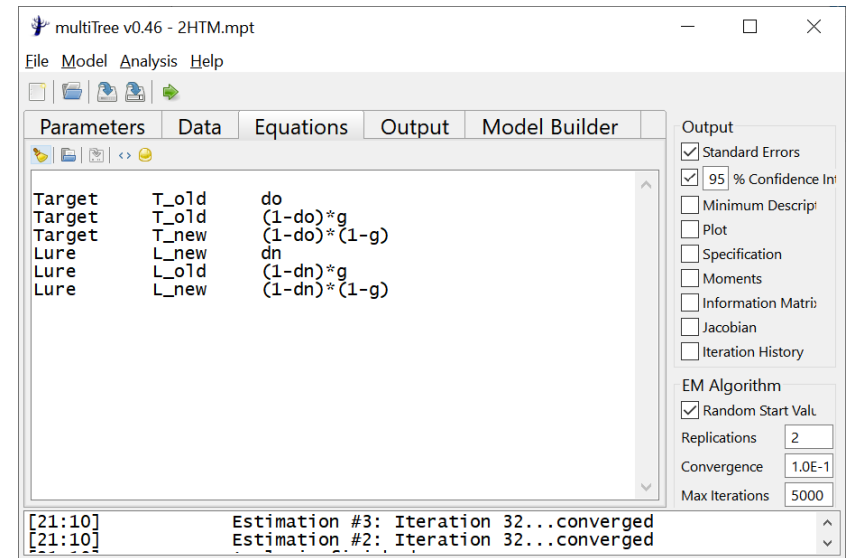 multiTree v0.46 - 2HTM.mpt
File Model Analysis Help
Parameters Data Equations Output Model Builder
Target T_old do
Target T_old (1-do)*g
Target T_new (1-do)*(1-g)
Lure L_new dn
Lure L_old (1-dn)*g
Lure L_new (1-dn)*(1-g)
Output
Standard Errors
95 % Confidence Int
Minimum Descript
Plot
Specification
Moments
Information Matrix
Jacobian
Iteration History
EM Algorithm
Random Start Valu
Replications 2
Convergence 1.0E-1
Max Iterations 5000
[21:10] Estimation #3: Iteration 32...converged
[21:10] Estimation #2: Iteration 32...converged